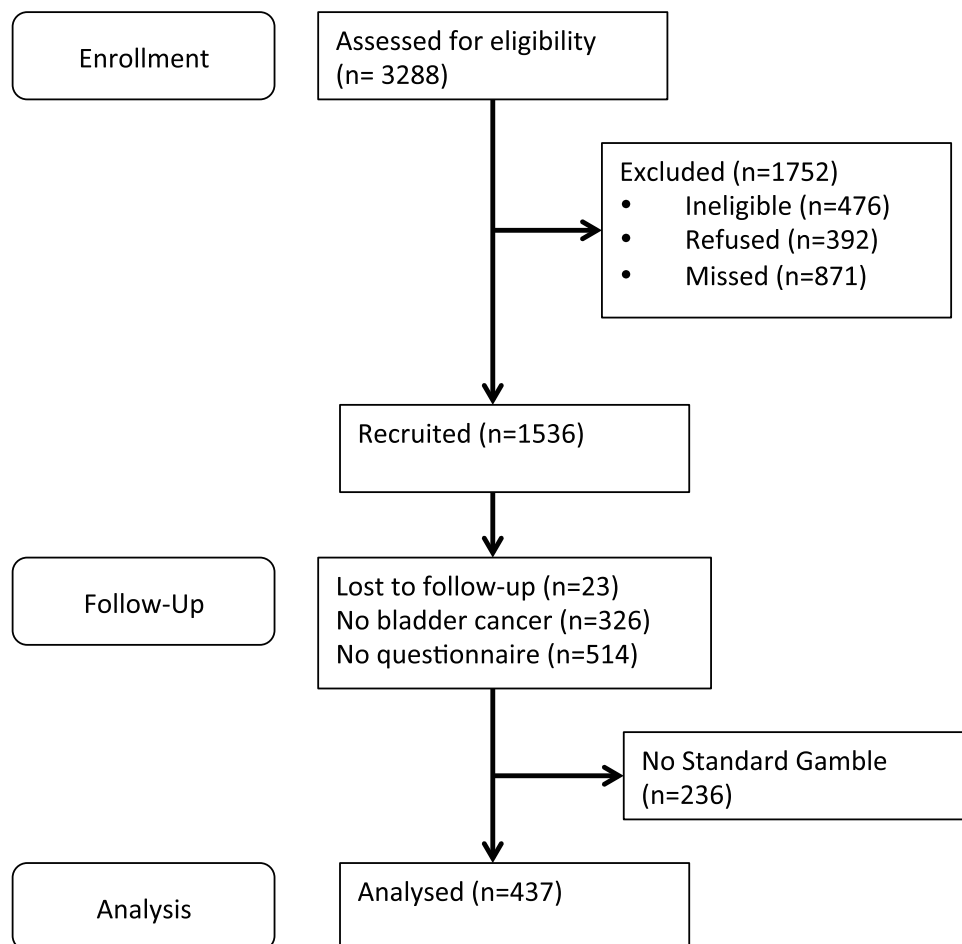 Enrollment
Assessed for eligibility
(n= 3288)
Excluded (n=1752)
• Ineligible (n=476)
• Refused (n=392)
• Missed (n=871)
Recruited (n=1536)
Follow-Up
Lost to follow-up (n=23)
No bladder cancer (n=326)
No questionnaire (n=514)
No Standard Gamble
(n=236)
Analysis
Analysed (n=437)